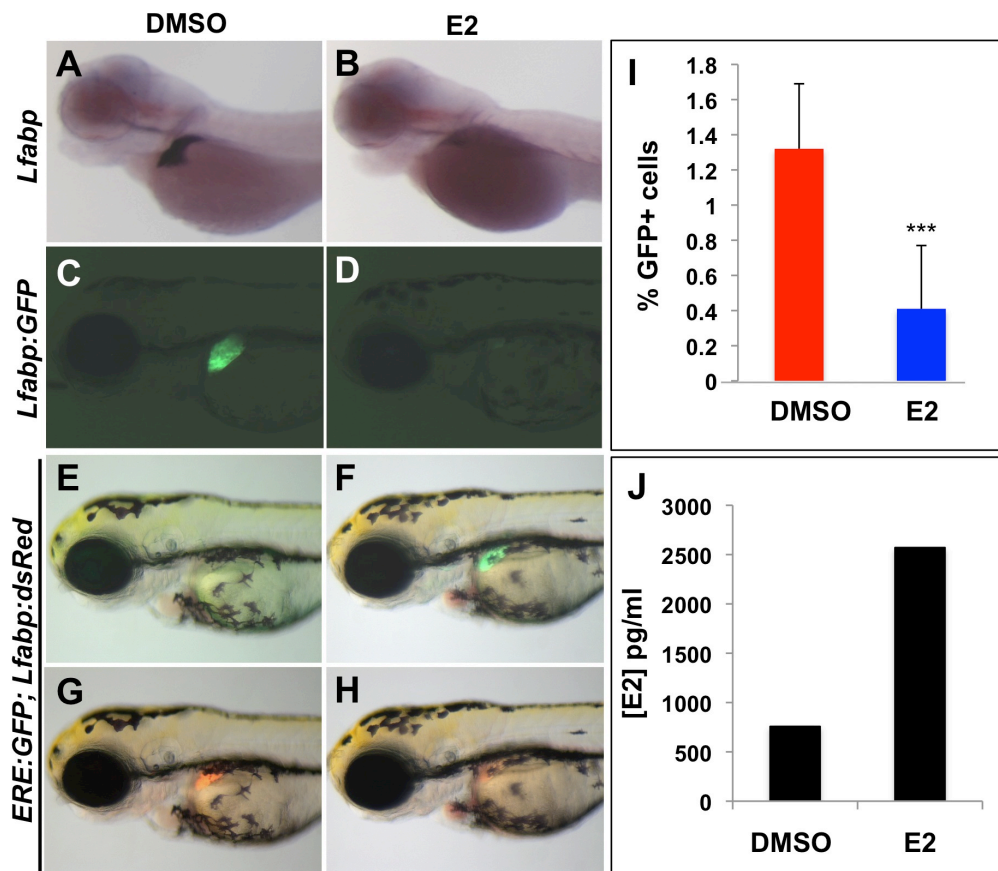 DMSO
E2
A
B
Lfabp
C
D
Lfabp:GFP
E
F
G
H
ERE:GFP; Lfabp:dsRed
I
1.8
1.6
1.4
1.2
1
0.8
0.6
0.4
0.2
0
% GFP+ cells
***
DMSO
E2
J
3000
2500
2000
1500
1000
500
0
[E2] pg/ml
DMSO
E2